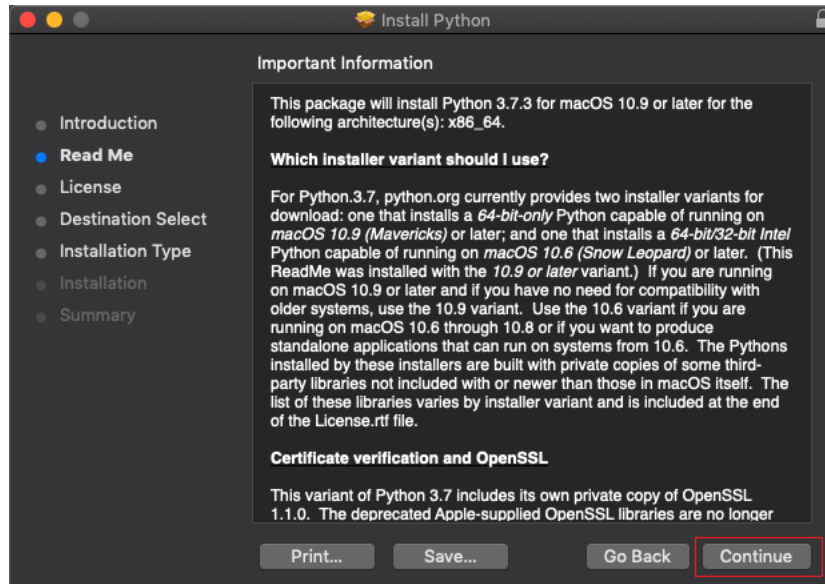 Install Python
Important Information
Introduction
Read Me
License
Destination Select
Installation Type
Installation
Summary
This package will install Python 3.7.3 for macOS 10.9 or later for the
following architecture(s): x86_64.
Which installer variant should I use?
For Python.3.7, python.org currently provides two installer variants for
download: one that installs a 64-bit-only Python capable of running on
macOS 10.9 (Mavericks) or later; and one that installs a 64-bit/32-bit Intel
Python capable of running on macOS 10.6 (Snow Leopard) or later.  (This
ReadMe was installed with the 10.9 or later variant.)  If you are running
on macOS 10.9 or later and if you have no need for compatibility with
older systems, use the 10.9 variant.  Use the 10.6 variant if you are
running on macOS 10.6 through 10.8 or if you want to produce
standalone applications that can run on systems from 10.6.  The Pythons
installed by these installers are built with private copies of some third-
party libraries not included with or newer than those in macOS itself.  The
list of these libraries varies by installer variant and is included at the end
of the License.rtf file.
Certificate verification and OpenSSL
This variant of Python 3.7 includes its own private copy of OpenSSL
1.1.0.  The deprecated Apple-supplied OpenSSL libraries are no longer
Print...
Save...
Go Back
Continue